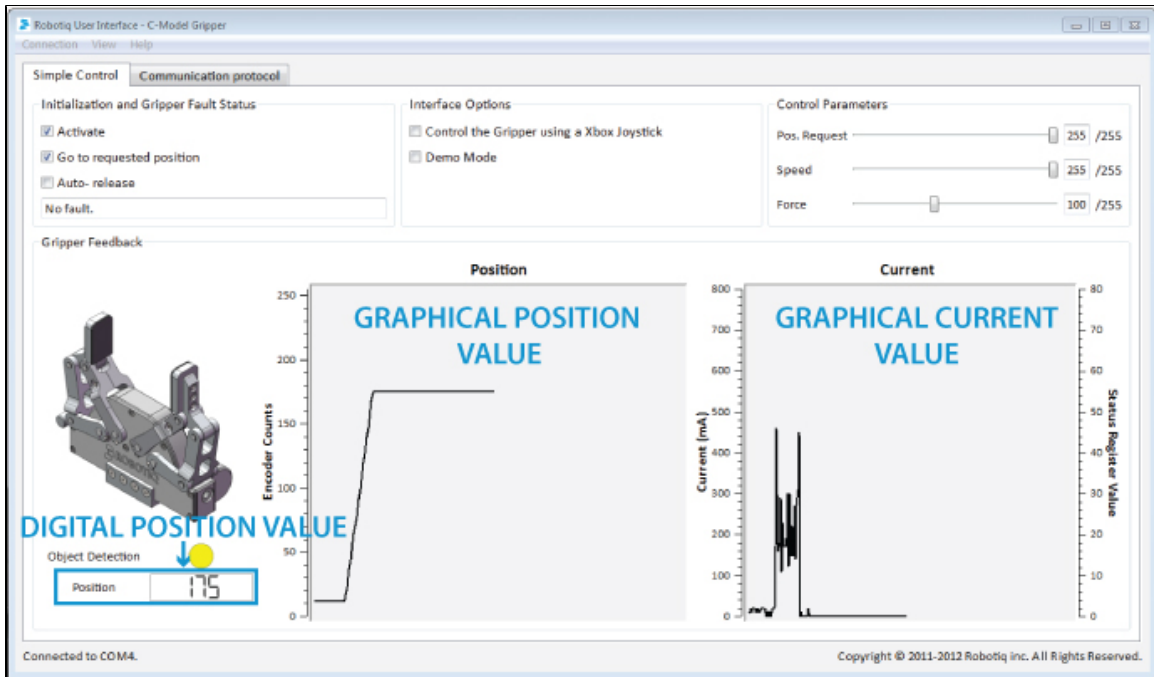 Robotiq User Interface - C-Model Gripper
Connection View Help
Simple Control Communication protocol
Initialization and Gripper Fault Status
Activate
Go to requested position
Auto- release
No fault.
Interface Options
Control the Gripper using a Xbox Joystick
Demo Mode
Control Parameters
Pos. Request 255 /255
Speed 255 /255
Force 100 /255
Gripper Feedback
ROBOTIQ
DIGITAL POSITION VALUE
Object Detection
Position 175
Position
GRAPHICAL POSITION
VALUE
Encoder Counts
250
200
150
100
50
0
Current
GRAPHICAL CURRENT
VALUE
Current (mA)
800
700
600
500
400
300
200
100
0
80
70
60
50
40
30
20
10
0
Status Register Value
Connected to COM4.
Copyright © 2011-2012 Robotiq inc. All Rights Reserved.